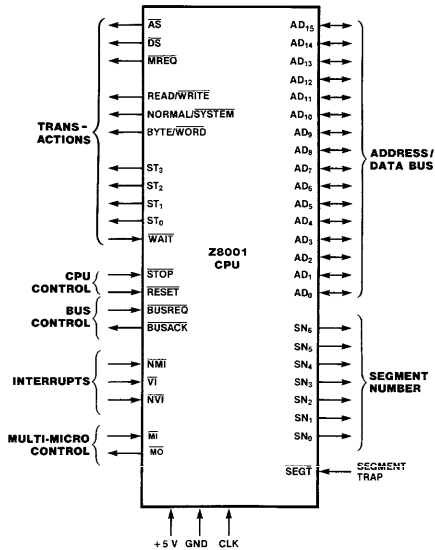 AS
DS
MREQ
READ/WRITE
NORMAL/SYSTEM
BYTE/WORD
TRANS-
ACTIONS
ST3
ST2
ST1
ST0
WAIT
CPU
CONTROL
STOP
RESET
BUS
CONTROL
BUSREQ
BUSACK
INTERRUPTS
NMI
VI
NVI
MULTI-MICRO
CONTROL
MI
MO
Z8001
CPU
AD15
AD14
AD13
AD12
AD11
AD10
AD9
AD8
AD7
AD6
AD5
AD4
AD3
AD2
AD1
AD0
ADDRESS/
DATA BUS
SN6
SN5
SN4
SN3
SN2
SN1
SN0
SEGMENT
NUMBER
SEGT
SEGMENT
TRAP
+5 V GND CLK